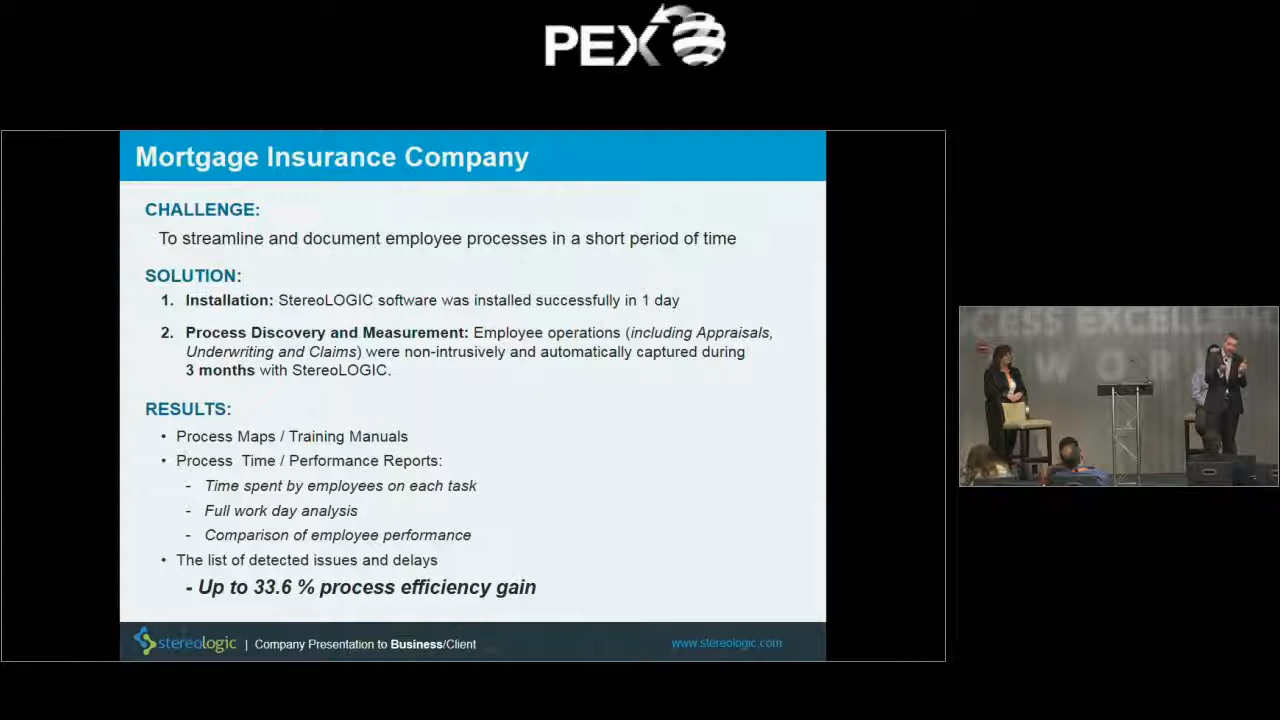 PEX
Mortgage Insurance Company
CHALLENGE:
To streamline and document employee processes in a short period of time
SOLUTION:
1. Installation: StereoLOGIC software was installed successfully in 1 day
2. Process Discovery and Measurement: Employee operations (including Appraisals,
Underwriting and Claims) were non-intrusively and automatically captured during
3 months with StereoLOGIC.
RESULTS:
• Process Maps / Training Manuals
• Process Time / Performance Reports:
- Time spent by employees on each task
- Full work day analysis
- Comparison of employee performance
• The list of detected issues and delays
- Up to 33.6 % process efficiency gain
stereologic | Company Presentation to Business/Client
www.stereologic.com
CESS EXCELL
WOR